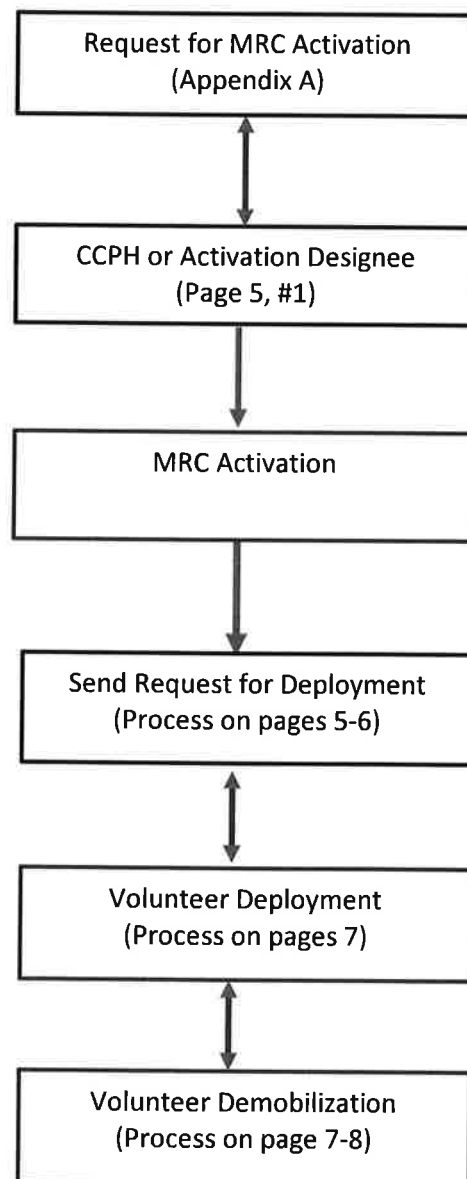 Request for MRC Activation
(Appendix A)
CCPH or Activation Designee
(Page 5, #1)
MRC Activation
Send Request for Deployment
(Process on pages 5-6)
Volunteer Deployment
(Process on pages 7)
Volunteer Demobilization
(Process on page 7-8)